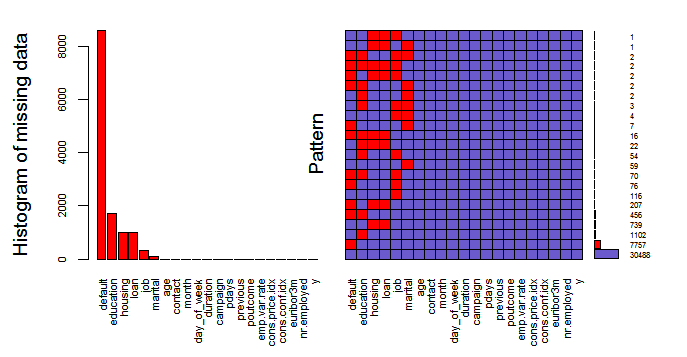 Histogram of missing data
8000
6000
4000
2000
0
default
education
housing
loan
job
marital
age
contact
month
day_of_week
duration
campaign
pdays
previous
poutcome
emp.var.rate
cons.price.idx
cons.conf.idx
euribor3m
nr.employed
y
Pattern
1
1
2
2
2
2
2
3
4
7
16
22
54
59
70
76
116
207
456
739
1102
7757
30488
default
education
housing
loan
job
marital
age
contact
month
day_of_week
duration
campaign
pdays
previous
poutcome
emp.var.rate
cons.price.idx
cons.conf.idx
euribor3m
nr.employed
y